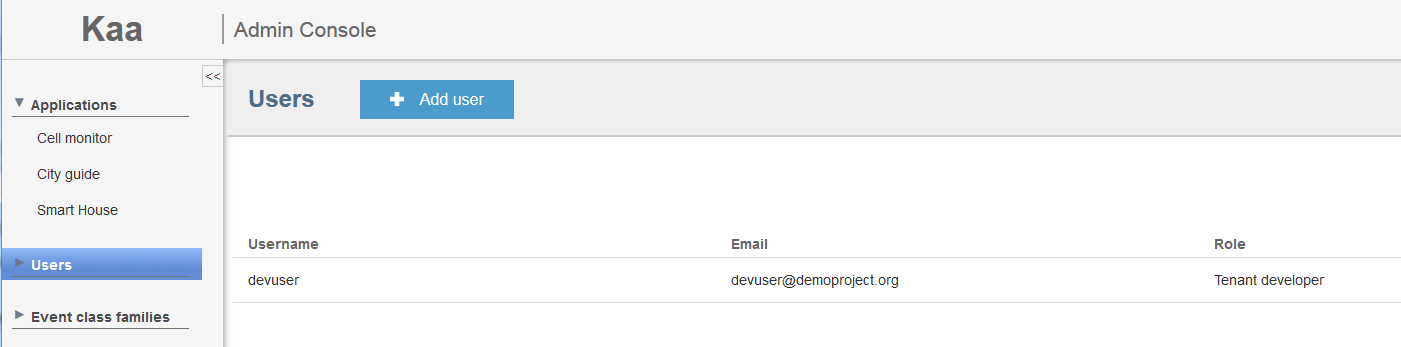 Kaa
Admin Console
<<
Applications
Cell monitor
City guide
Smart House
Users
Event class families
Users
Add user
Username Email Role
devuser devuser@demoproject.org Tenant developer